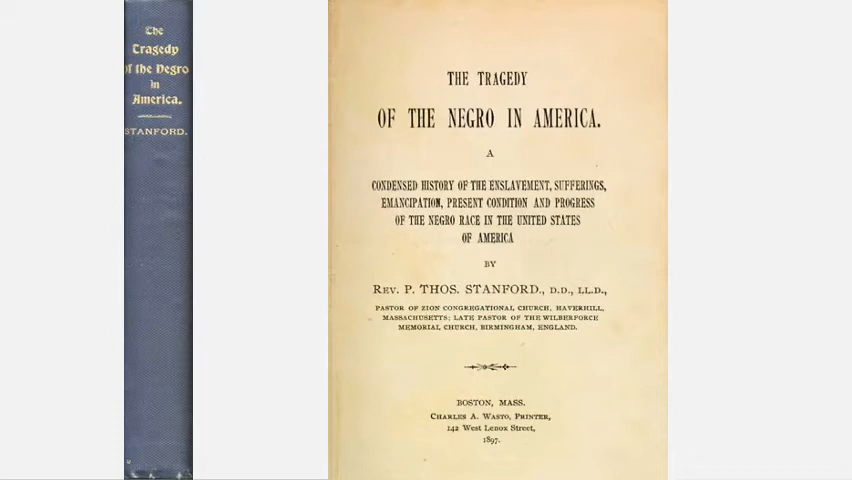 The
Tragedy
of the Negro
in
America.
STANFORD.
THE TRAGEDY
OF THE NEGRO IN AMERICA.
A
CONDENSED HISTORY OF THE ENSLAVEMENT, SUFFERINGS,
EMANCIPATION, PRESENT CONDITION AND PROGRESS
OF THE NEGRO RACE IN THE UNITED STATES
OF AMERICA
BY
REV. P. THOS. STANFORD., D.D., LL.D.,
PASTOR OF ZION CONGREGATIONAL CHURCH, HAVERHILL,
MASSACHUSETTS; LATE PASTOR OF THE WILBERFORCE
MEMORIAL CHURCH, BIRMINGHAM, ENGLAND.
BOSTON, MASS.
CHARLES A. WASTO, PRINTER,
142 West Lenox Street,
1897.